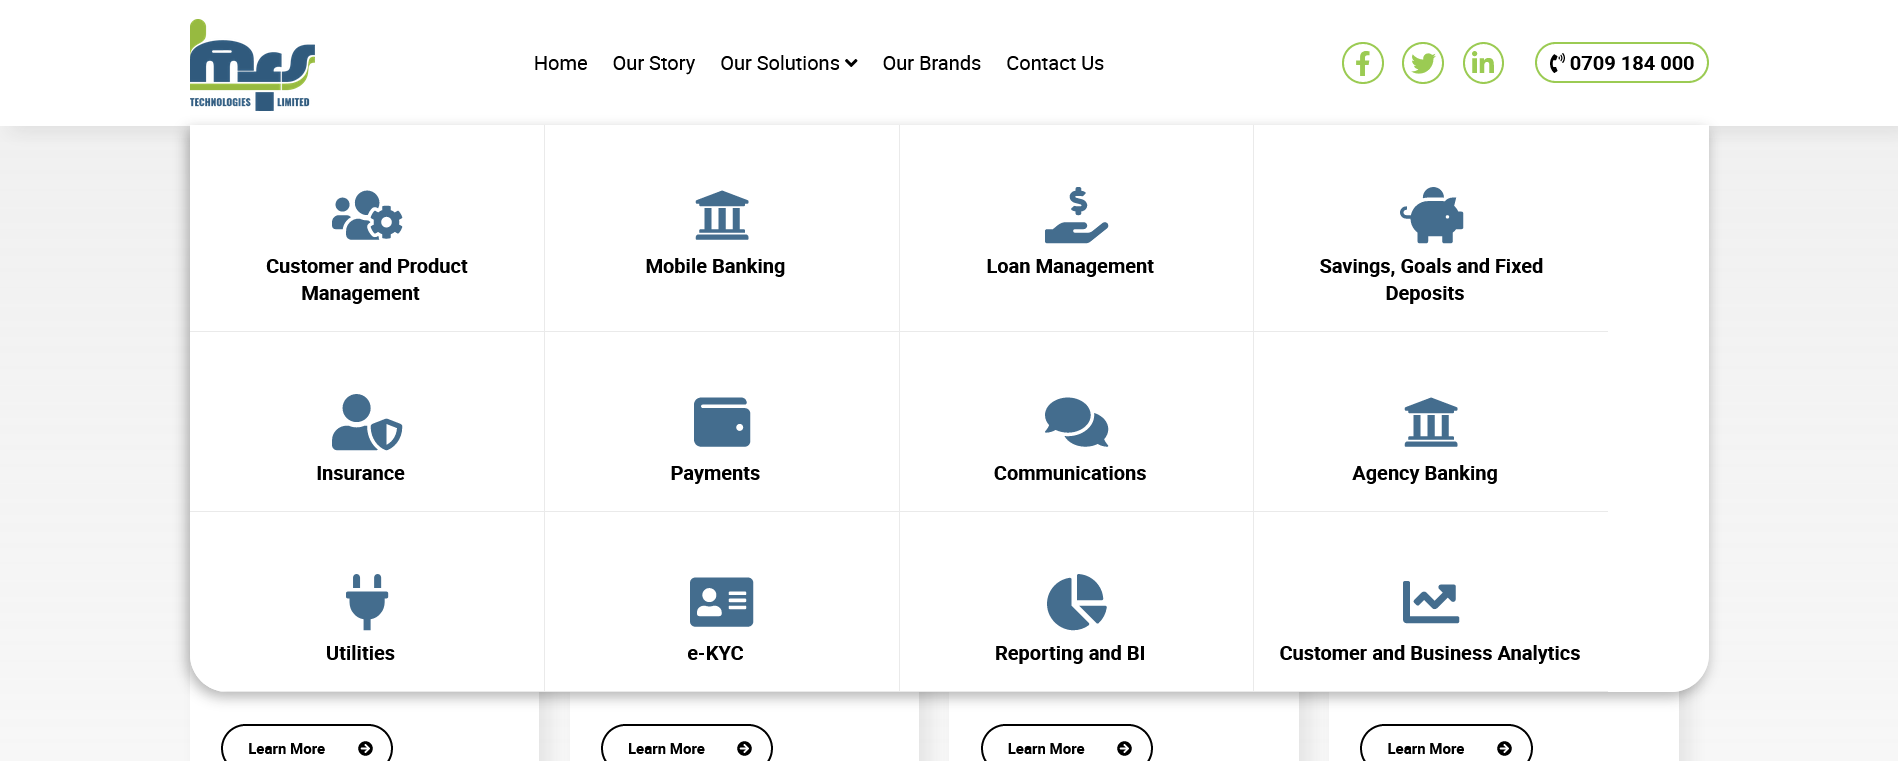 mfs
TECHNOLOGIES LIMITED
Home Our Story Our Solutions Our Brands Contact Us
0709 184 000
Customer and Product
Management
Mobile Banking
Loan Management
Savings, Goals and Fixed
Deposits
Insurance
Payments
Communications
Agency Banking
Utilities
e-KYC
Reporting and BI
Customer and Business Analytics
Learn More
Learn More
Learn More
Learn More